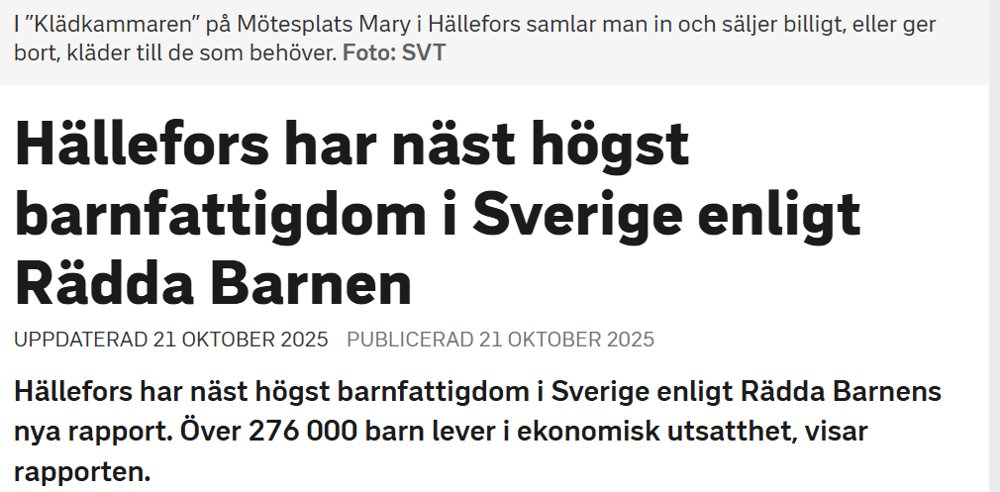 I ”Klädkammaren” på Mötesplats Mary i Hällefors samlar man in och säljer billigt, eller ger
bort, kläder till de som behöver. Foto: SVT
Hällefors har näst högst
barnfattigdom i Sverige enligt
Rädda Barnen
UPPDATERAD 21 OKTOBER 2025 PUBLICERAD 21 OKTOBER 2025
Hällefors har näst högst barnfattigdom i Sverige enligt Rädda Barnens
nya rapport. Över 276 000 barn lever i ekonomisk utsatthet, visar
rapporten.